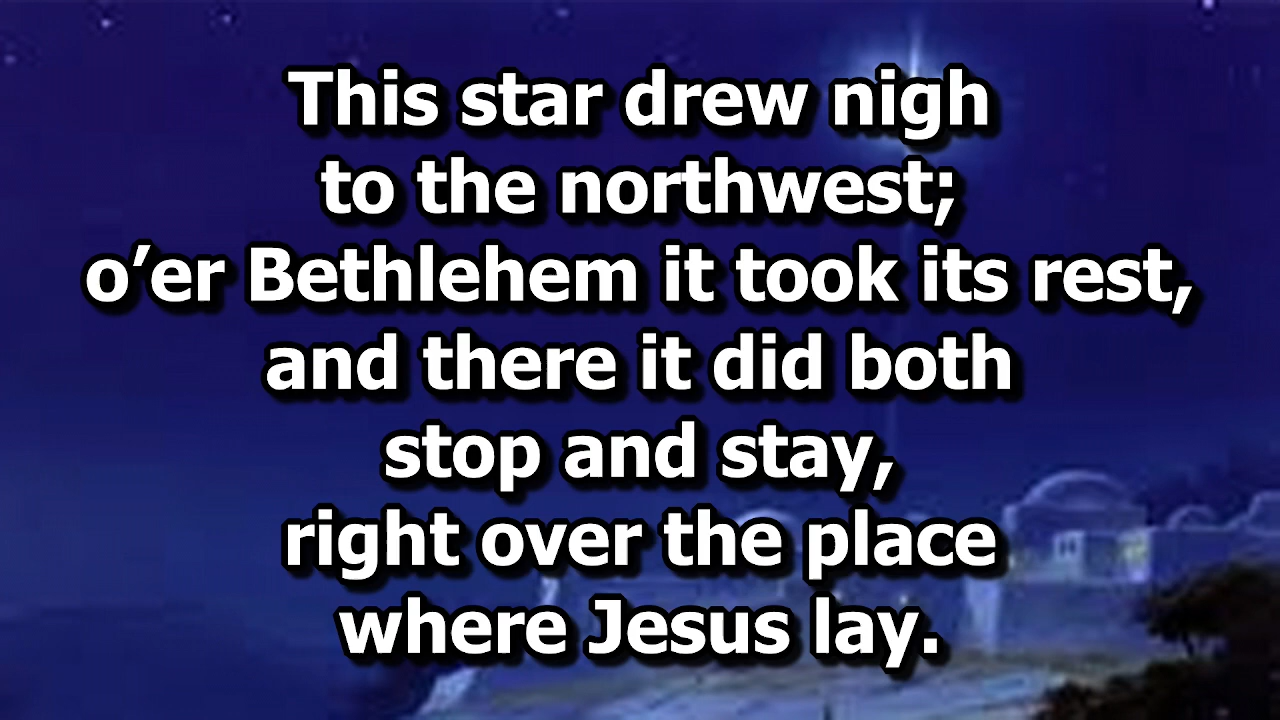 This star drew nigh
to the northwest;
o’er Bethlehem it took its rest,
and there it did both
stop and stay,
right over the place
where Jesus lay.